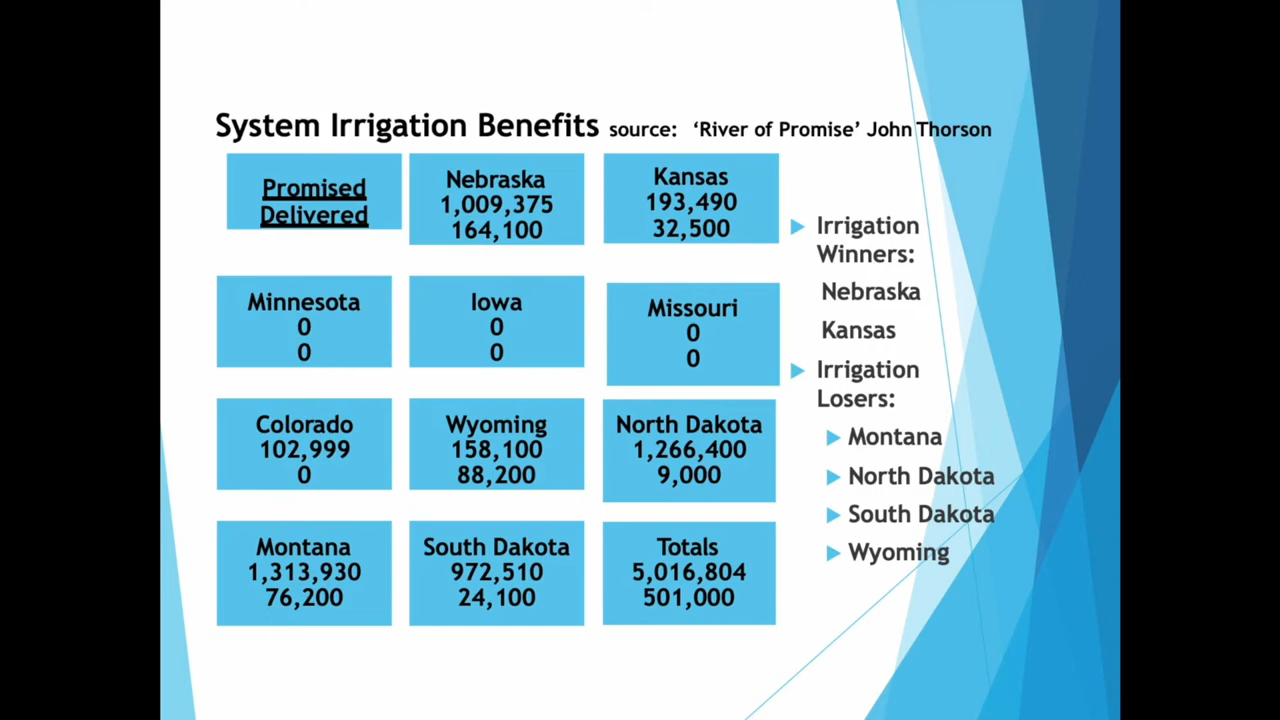 System Irrigation Benefits source: ‘River of Promise’ John Thorson
Promised
Delivered
Nebraska
1,009,375
164,100
Kansas
193,490
32,500
Minnesota
0
0
Iowa
0
0
Missouri
0
0
Colorado
102,999
0
Wyoming
158,100
88,200
North Dakota
1,266,400
9,000
Montana
1,313,930
76,200
South Dakota
972,510
24,100
Totals
5,016,804
501,000
Irrigation
Winners:
Nebraska
Kansas
Irrigation
Losers:
Montana
North Dakota
South Dakota
Wyoming